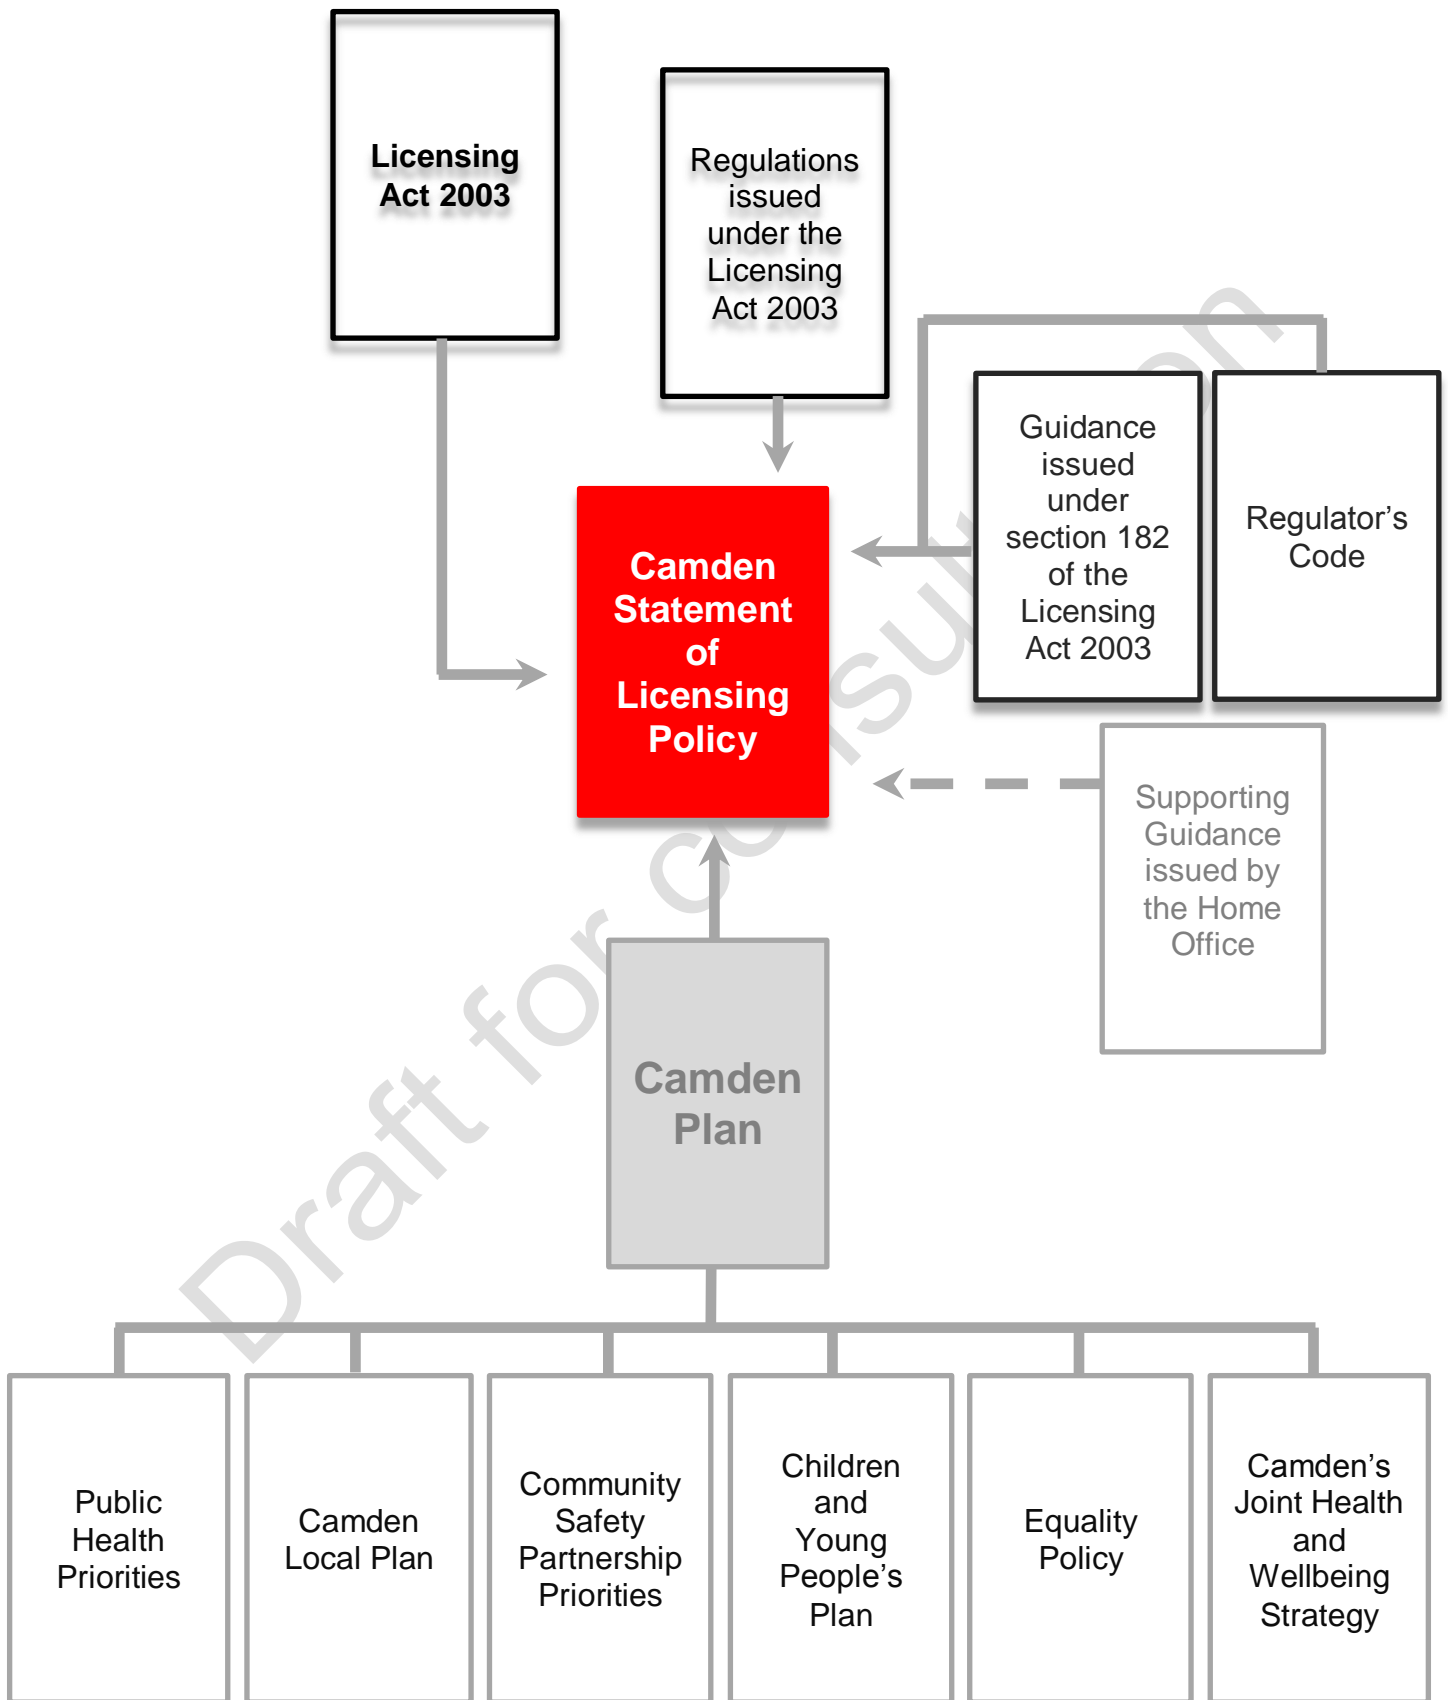 Licensing
Act 2003
Regulations
issued
under the
Licensing
Act 2003
Guidance
issued
under
section 182
of the
Licensing
Act 2003
Regulator’s
Code
Camden
Statement
of
Licensing
Policy
Supporting
Guidance
issued by
the Home
Office
Camden
Plan
Public
Health
Priorities
Camden
Local Plan
Community
Safety
Partnership
Priorities
Children
and
Young
People’s
Plan
Equality
Policy
Camden’s
Joint Health
and
Wellbeing
Strategy
Draft for consultation